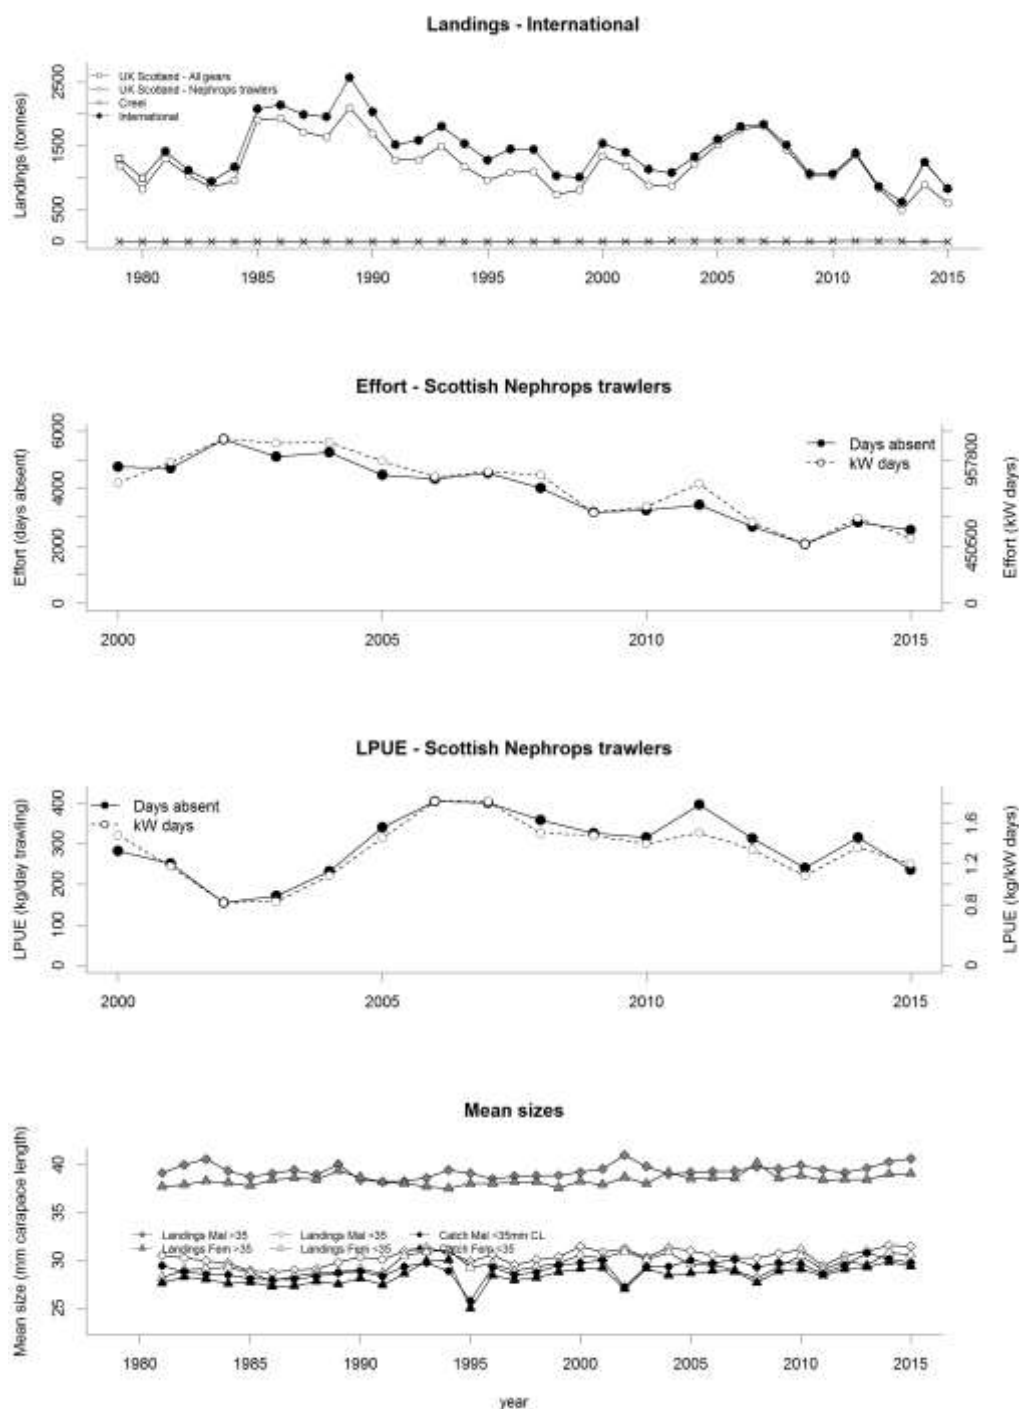 Landings - International
Landings (tonnes)
2500
1500
500
0
UK Scotland - All gears
UK Scotland - Nephrops trawlers
Creel
International
1980 1985 1990 1995 2000 2005 2010 2015
Effort - Scottish Nephrops trawlers
Effort (days absent)
6000
4000
2000
0
Days absent
kW days
957800
450500
0
Effort (kW days)
2000 2005 2010 2015
LPUE - Scottish Nephrops trawlers
LPUE (kg/day trawling)
400
300
200
100
0
Days absent
kW days
1.6
1.2
0.8
0
LPUE (kg/kW days)
2000 2005 2010 2015
Mean sizes
Mean size (mm carapace length)
40
35
30
25
Landings Mal >35 Landings Mal <35 Catch Mal <35mm CL
Landings Fem >35 Landings Fem <35 Catch Fem <35
1980 1985 1990 1995 2000 2005 2010 2015
year